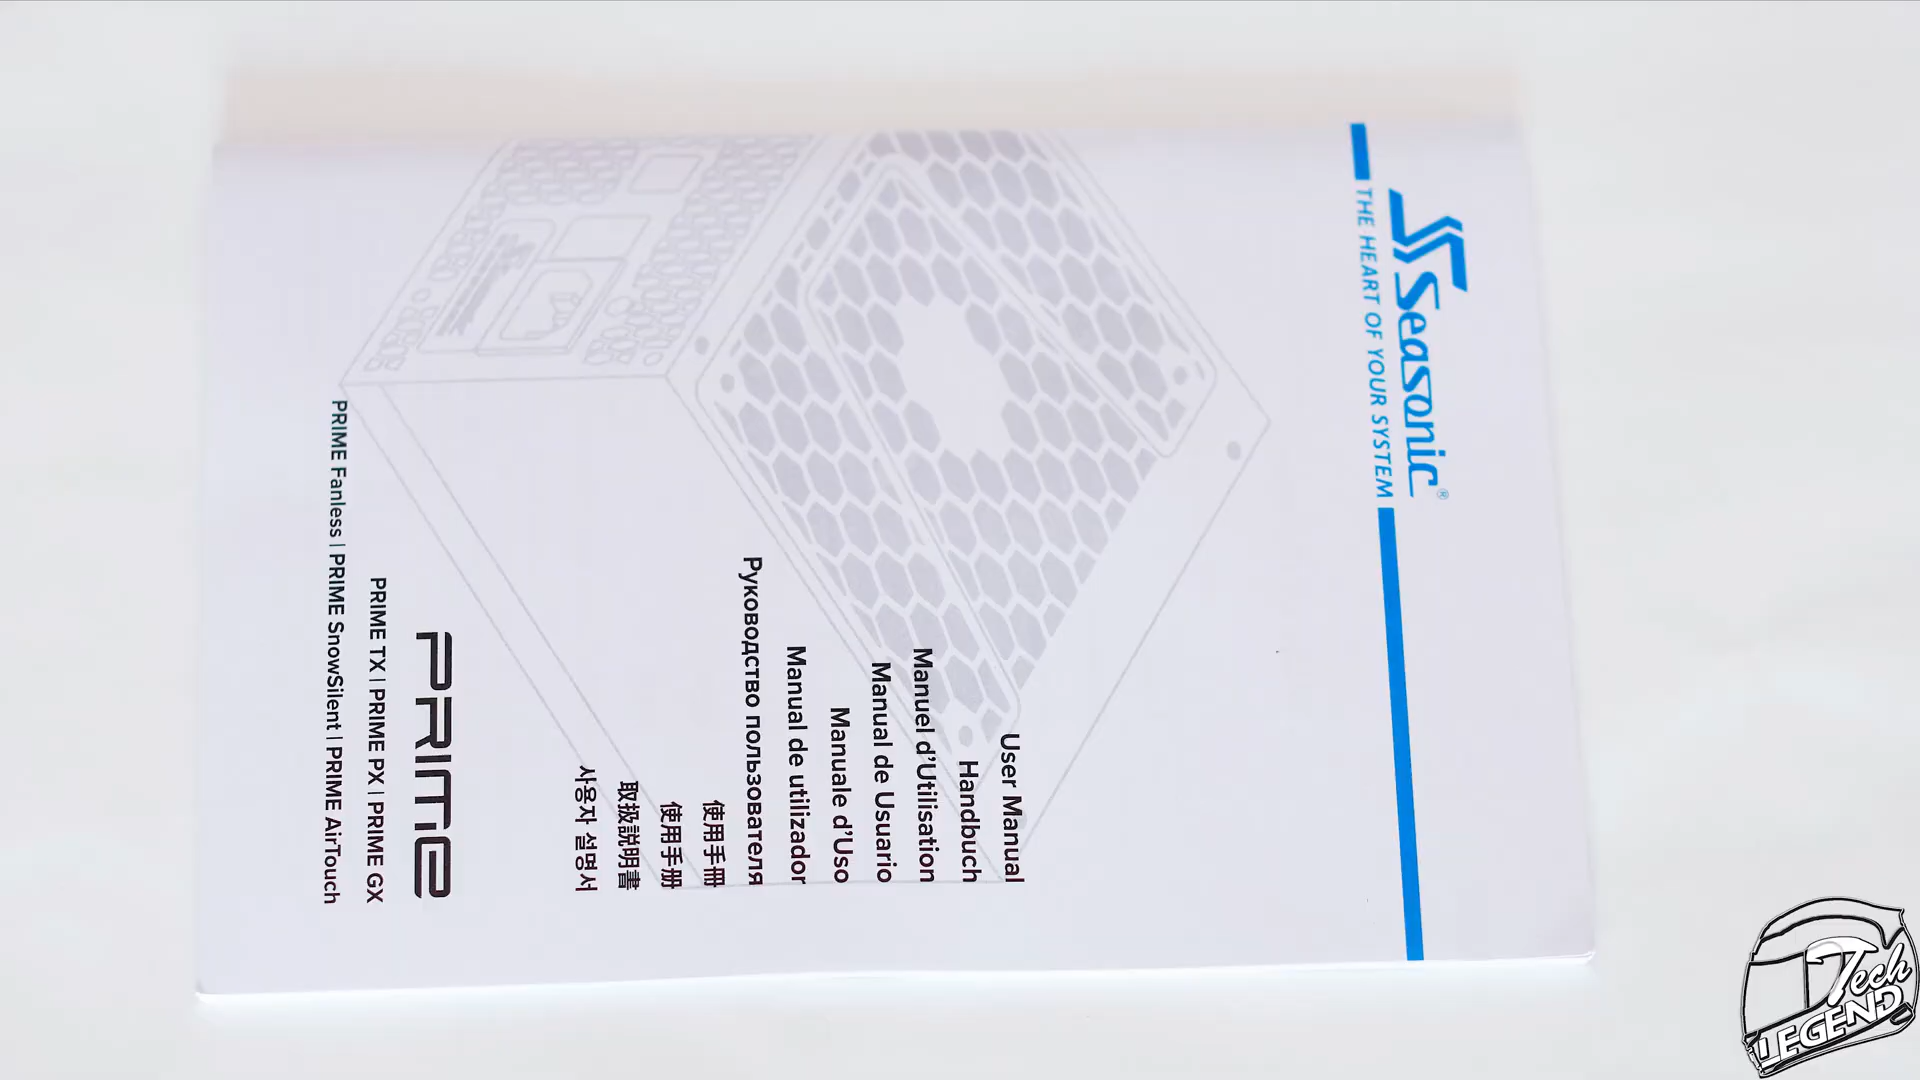 Seasonic®
THE HEART OF YOUR SYSTEM
User Manual
Handbuch
Manuel d'Utilisation
Manual de Usuario
Manuale d'Uso
Manual de utilizador
Руководство пользователя
使用手冊
使用手册
取扱説明書
사용자 설명서
PRIME
PRIME TX | PRIME PX | PRIME GX
PRIME Fanless | PRIME SnowSilent | PRIME AirTouch
Tech
LEGEND